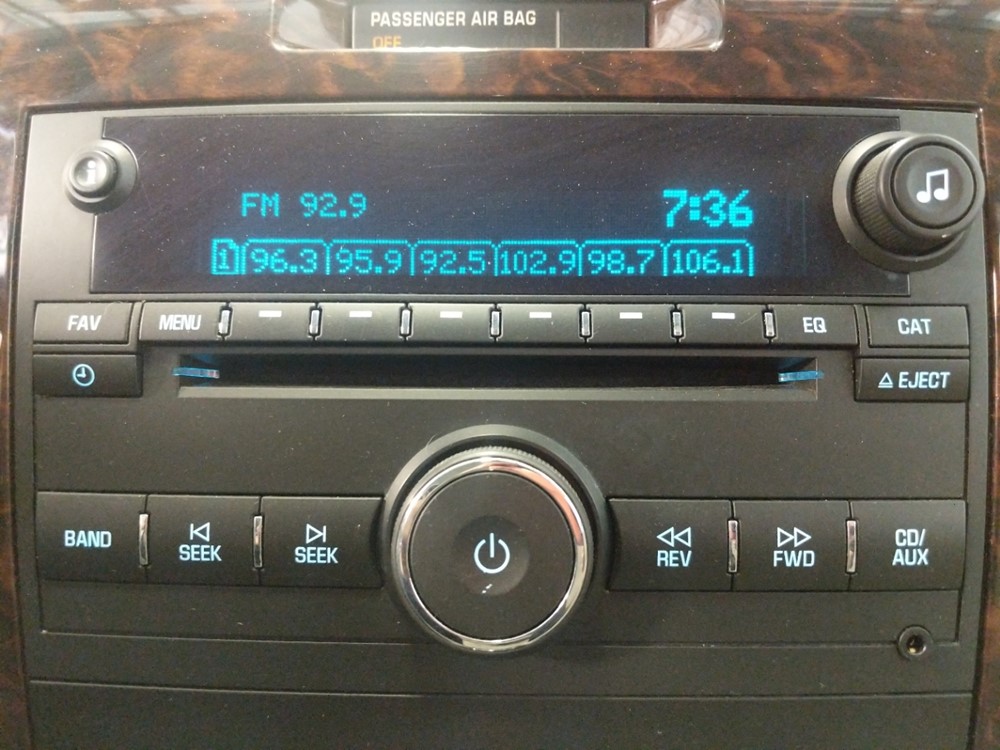 PASSENGER AIR BAG
OFF
FM 92.9 7:36
1 96.3 95.9 92.5 102.9 98.7 106.1
FAV MENU EQ CAT
EJECT
BAND SEEK SEEK REV FWD CD/
AUX